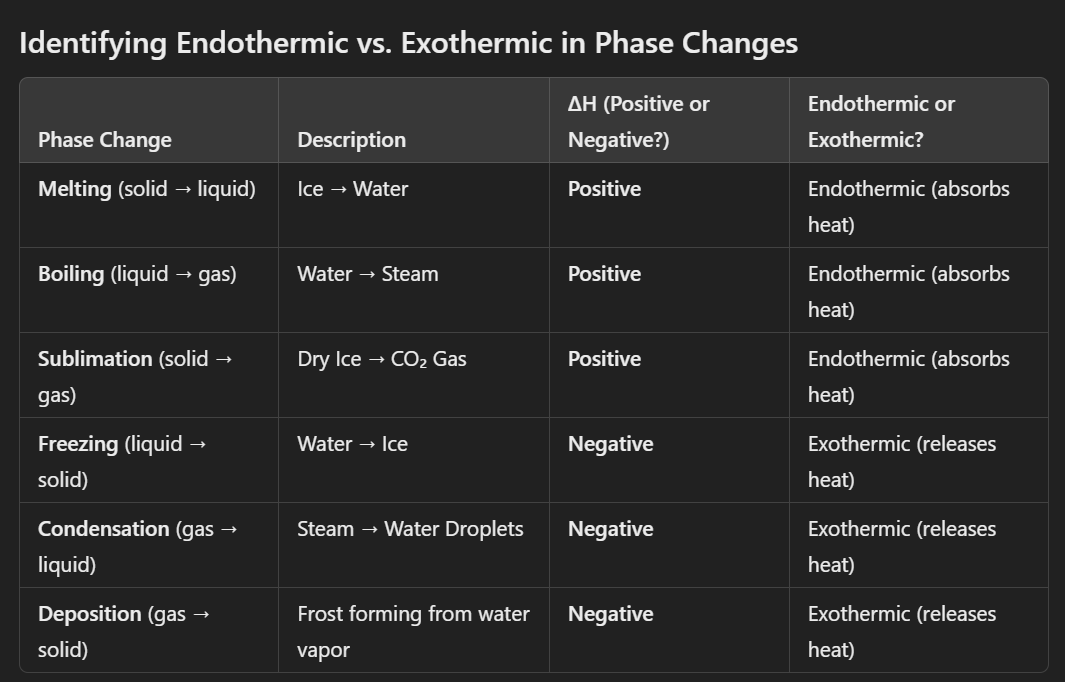 Identifying Endothermic vs. Exothermic in Phase Changes
Phase Change
Description
ΔH (Positive or
Negative?)
Endothermic or
Exothermic?
Melting (solid → liquid)
Ice → Water
Positive
Endothermic (absorbs
heat)
Boiling (liquid → gas)
Water → Steam
Positive
Endothermic (absorbs
heat)
Sublimation (solid →
gas)
Dry Ice → CO₂ Gas
Positive
Endothermic (absorbs
heat)
Freezing (liquid →
solid)
Water → Ice
Negative
Exothermic (releases
heat)
Condensation (gas →
liquid)
Steam → Water Droplets
Negative
Exothermic (releases
heat)
Deposition (gas →
solid)
Frost forming from water
vapor
Negative
Exothermic (releases
heat)